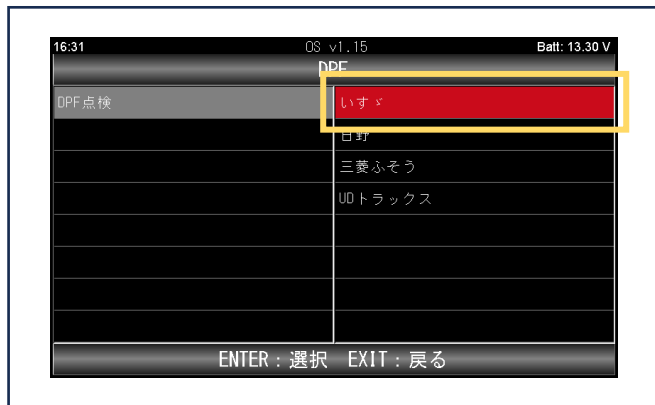 16:31 OS v1.15 Batt: 13.30 V
DPF
DPF点検 いすゞ
日野
三菱ふそう
UDトラックス
ENTER：選択 EXIT：戻る